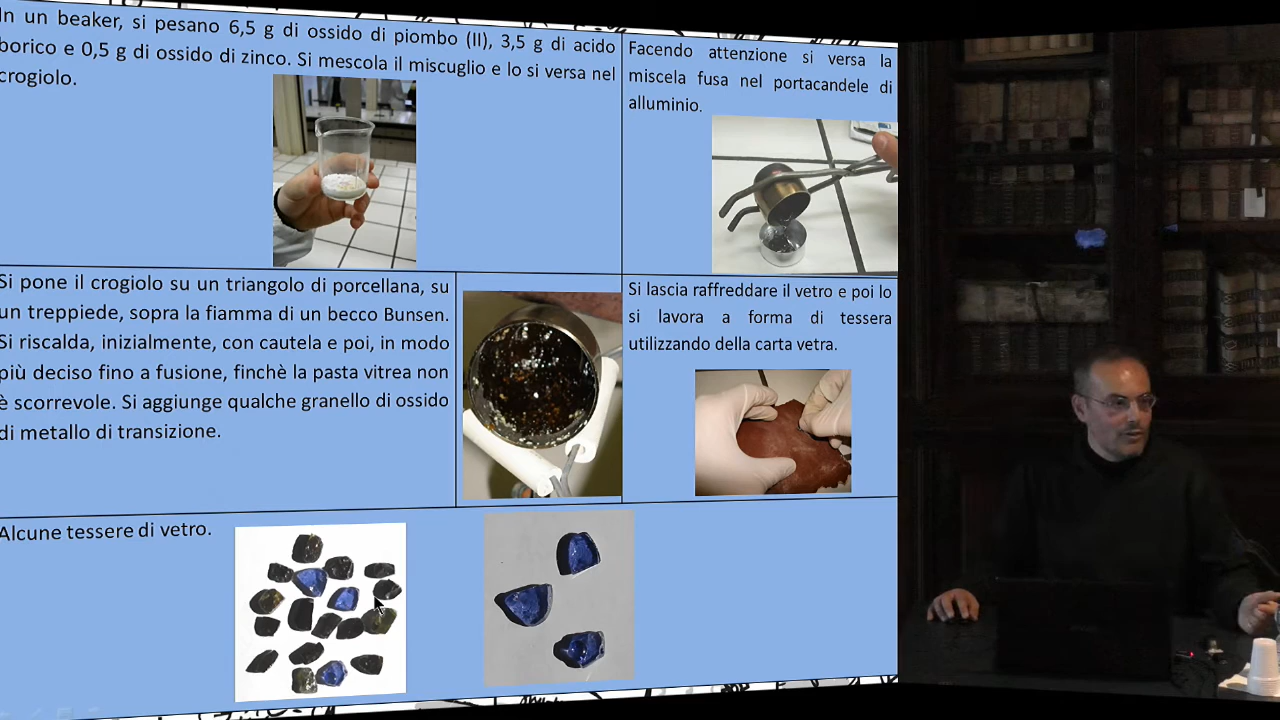 In un beaker, si pesano 6,5 g di ossido di piombo (II), 3,5 g di acido
borico e 0,5 g di ossido di zinco. Si mescola il miscuglio e lo si versa nel
crogiolo.
Facendo attenzione si versa la
miscela fusa nel portacandele di
alluminio.
Si pone il crogiolo su un triangolo di porcellana, su
un treppiede, sopra la fiamma di un becco Bunsen.
Si riscalda, inizialmente, con cautela e poi, in modo
più deciso fino a fusione, finchè la pasta vitrea non
è scorrevole. Si aggiunge qualche granello di ossido
di metallo di transizione.
Si lascia raffreddare il vetro e poi lo
si lavora a forma di tessera
utilizzando della carta vetra.
Alcune tessere di vetro.